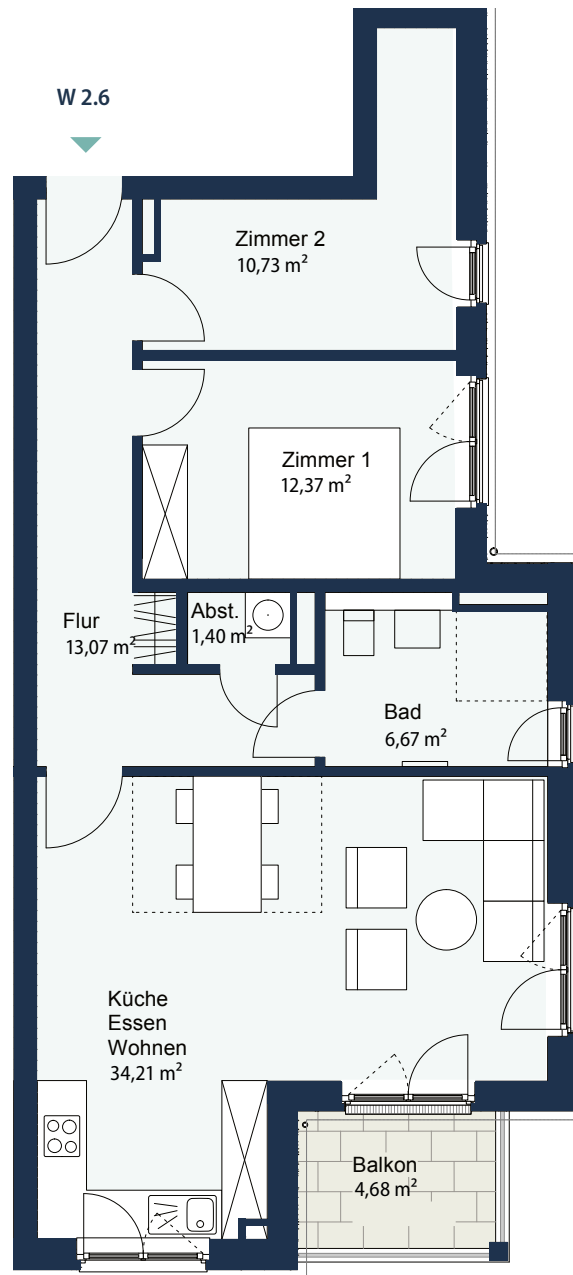 W 2.6
Zimmer 2
10,73 m²
Zimmer 1
12,37 m²
Abst.
1,40 m²
Flur
13,07 m²
Bad
6,67 m²
Küche
Essen
Wohnen
34,21 m²
Balkon
4,68 m²